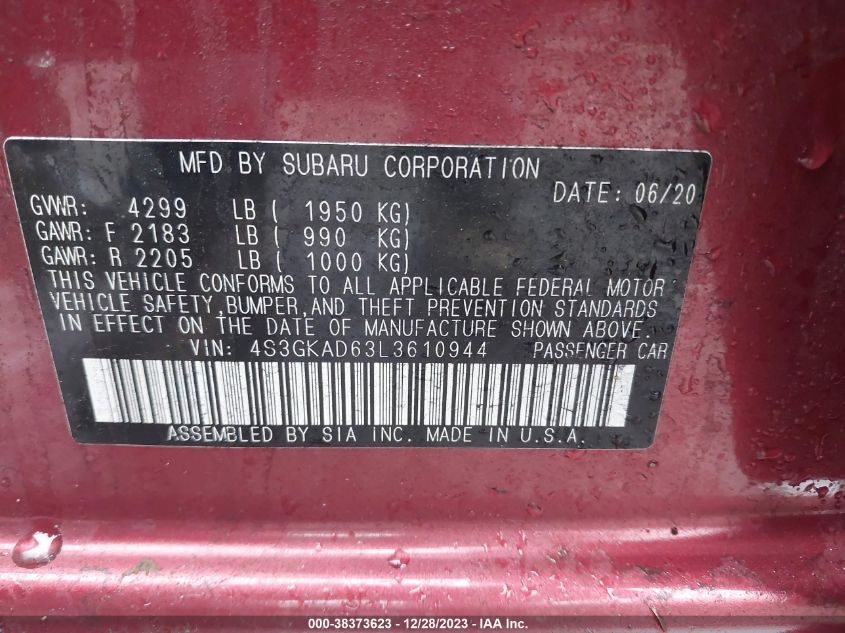 MFD BY SUBARU CORPORATION
DATE: 06/20
GVWR: 4299 LB ( 1950 KG)
GAWR: F 2183 LB ( 990 KG)
GAWR: R 2205 LB ( 1000 KG)
THIS VEHICLE CONFORMS TO ALL APPLICABLE FEDERAL MOTOR
VEHICLE SAFETY,BUMPER,AND THEFT PREVENTION STANDARDS
IN EFFECT ON THE DATE OF MANUFACTURE SHOWN ABOVE.
VIN: 4S3GKAD63L3610944 PASSENGER CAR
ASSEMBLED BY SIA INC. MADE IN U.S.A.
000-38373623 - 12/28/2023 - IAA Inc.